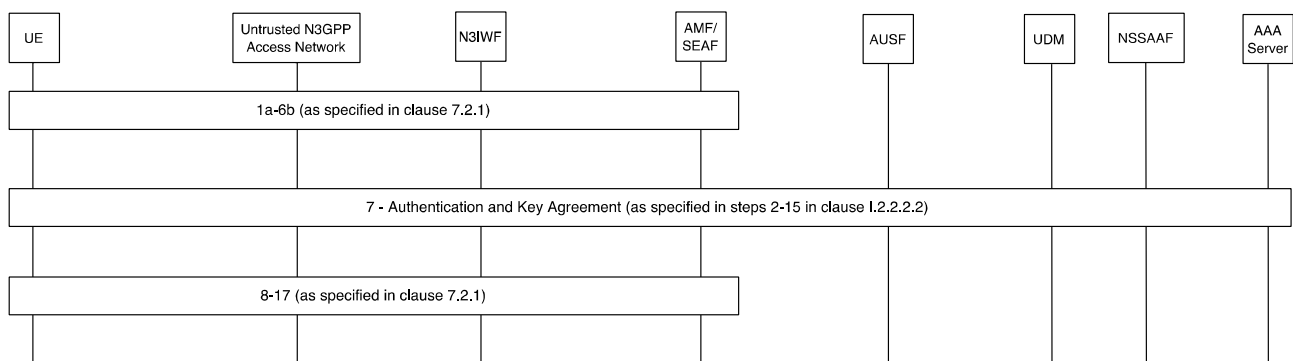 UE
Untrusted N3GPP
Access Network
N3IWF
AMF/
SEAF
AUSF
UDM
NSSAAF
AAA
Server
1a-6b (as specified in clause 7.2.1)
7 - Authentication and Key Agreement (as specified in steps 2-15 in clause I.2.2.2.2)
8-17 (as specified in clause 7.2.1)